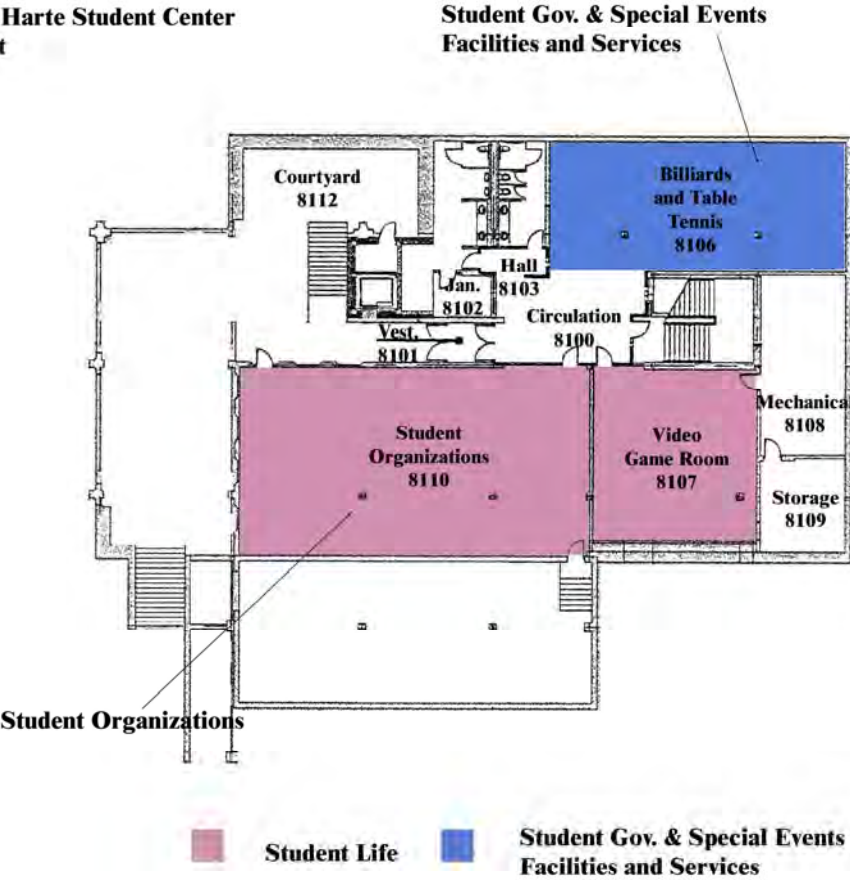 Harte Student Center
t
Student Gov. & Special Events
Facilities and Services
Courtyard
8112
Billiards
and Table
Tennis
8106
Hall
8103
Jan.
8102
Circulation
8100
Vest.
8101
Mechanica
8108
Student
Organizations
8110
Video
Game Room
8107
Storage
8109
Student Organizations
Student Life
Student Gov. & Special Events
Facilities and Services